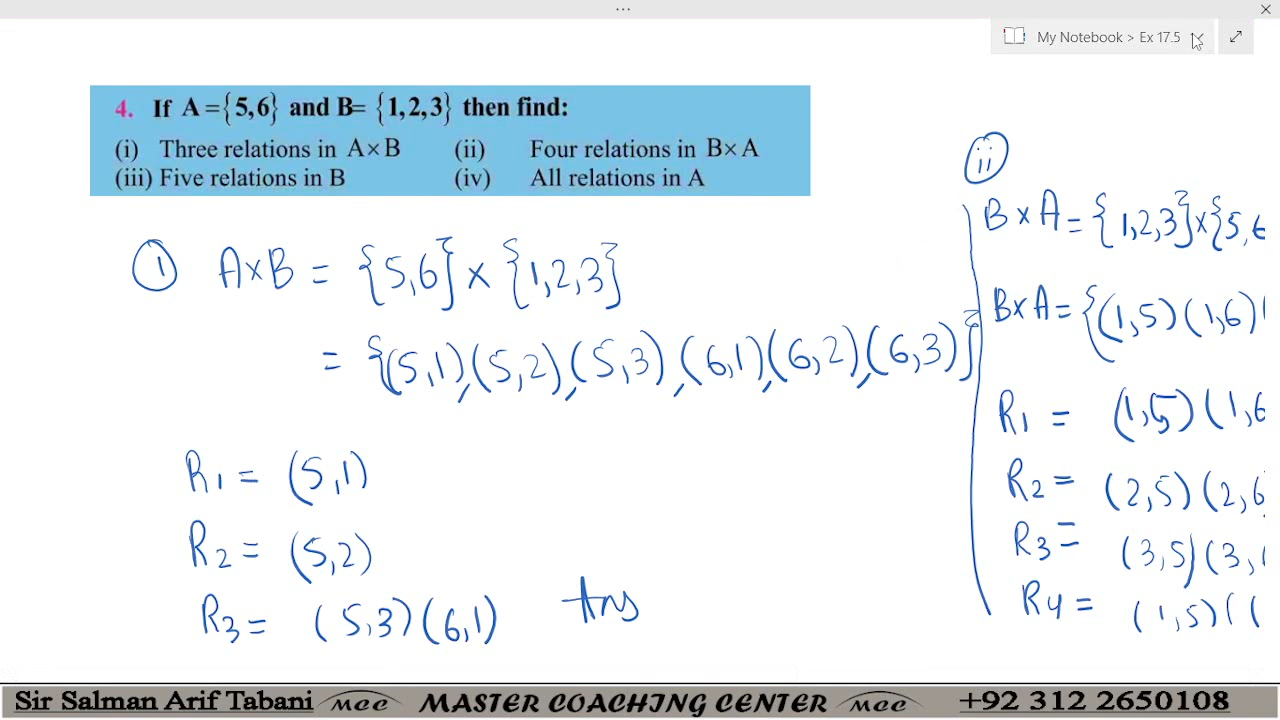 ...
My Notebook > Ex 17.5
4. If A={5,6} and B= {1,2,3} then find:
(i) Three relations in A×B (ii) Four relations in B×A
(iii) Five relations in B (iv) All relations in A
① A×B = {5,6} × {1,2,3}
= {(5,1),(5,2),(5,3),(6,1),(6,2),(6,3)}
R1 = (5,1)
R2 = (5,2)
R3 = (5,3)(6,1) Ans
ii
B×A = {1,2,3}×{5,6
B×A = {(1,5)(1,6)(
R1 = (1,5)(1,6
R2 = (2,5)(2,6
R3 = (3,5)(3,
R4 = (1,5)(
Sir Salman Arif Tabani mcc MASTER COACHING CENTER mcc +92 312 2650108